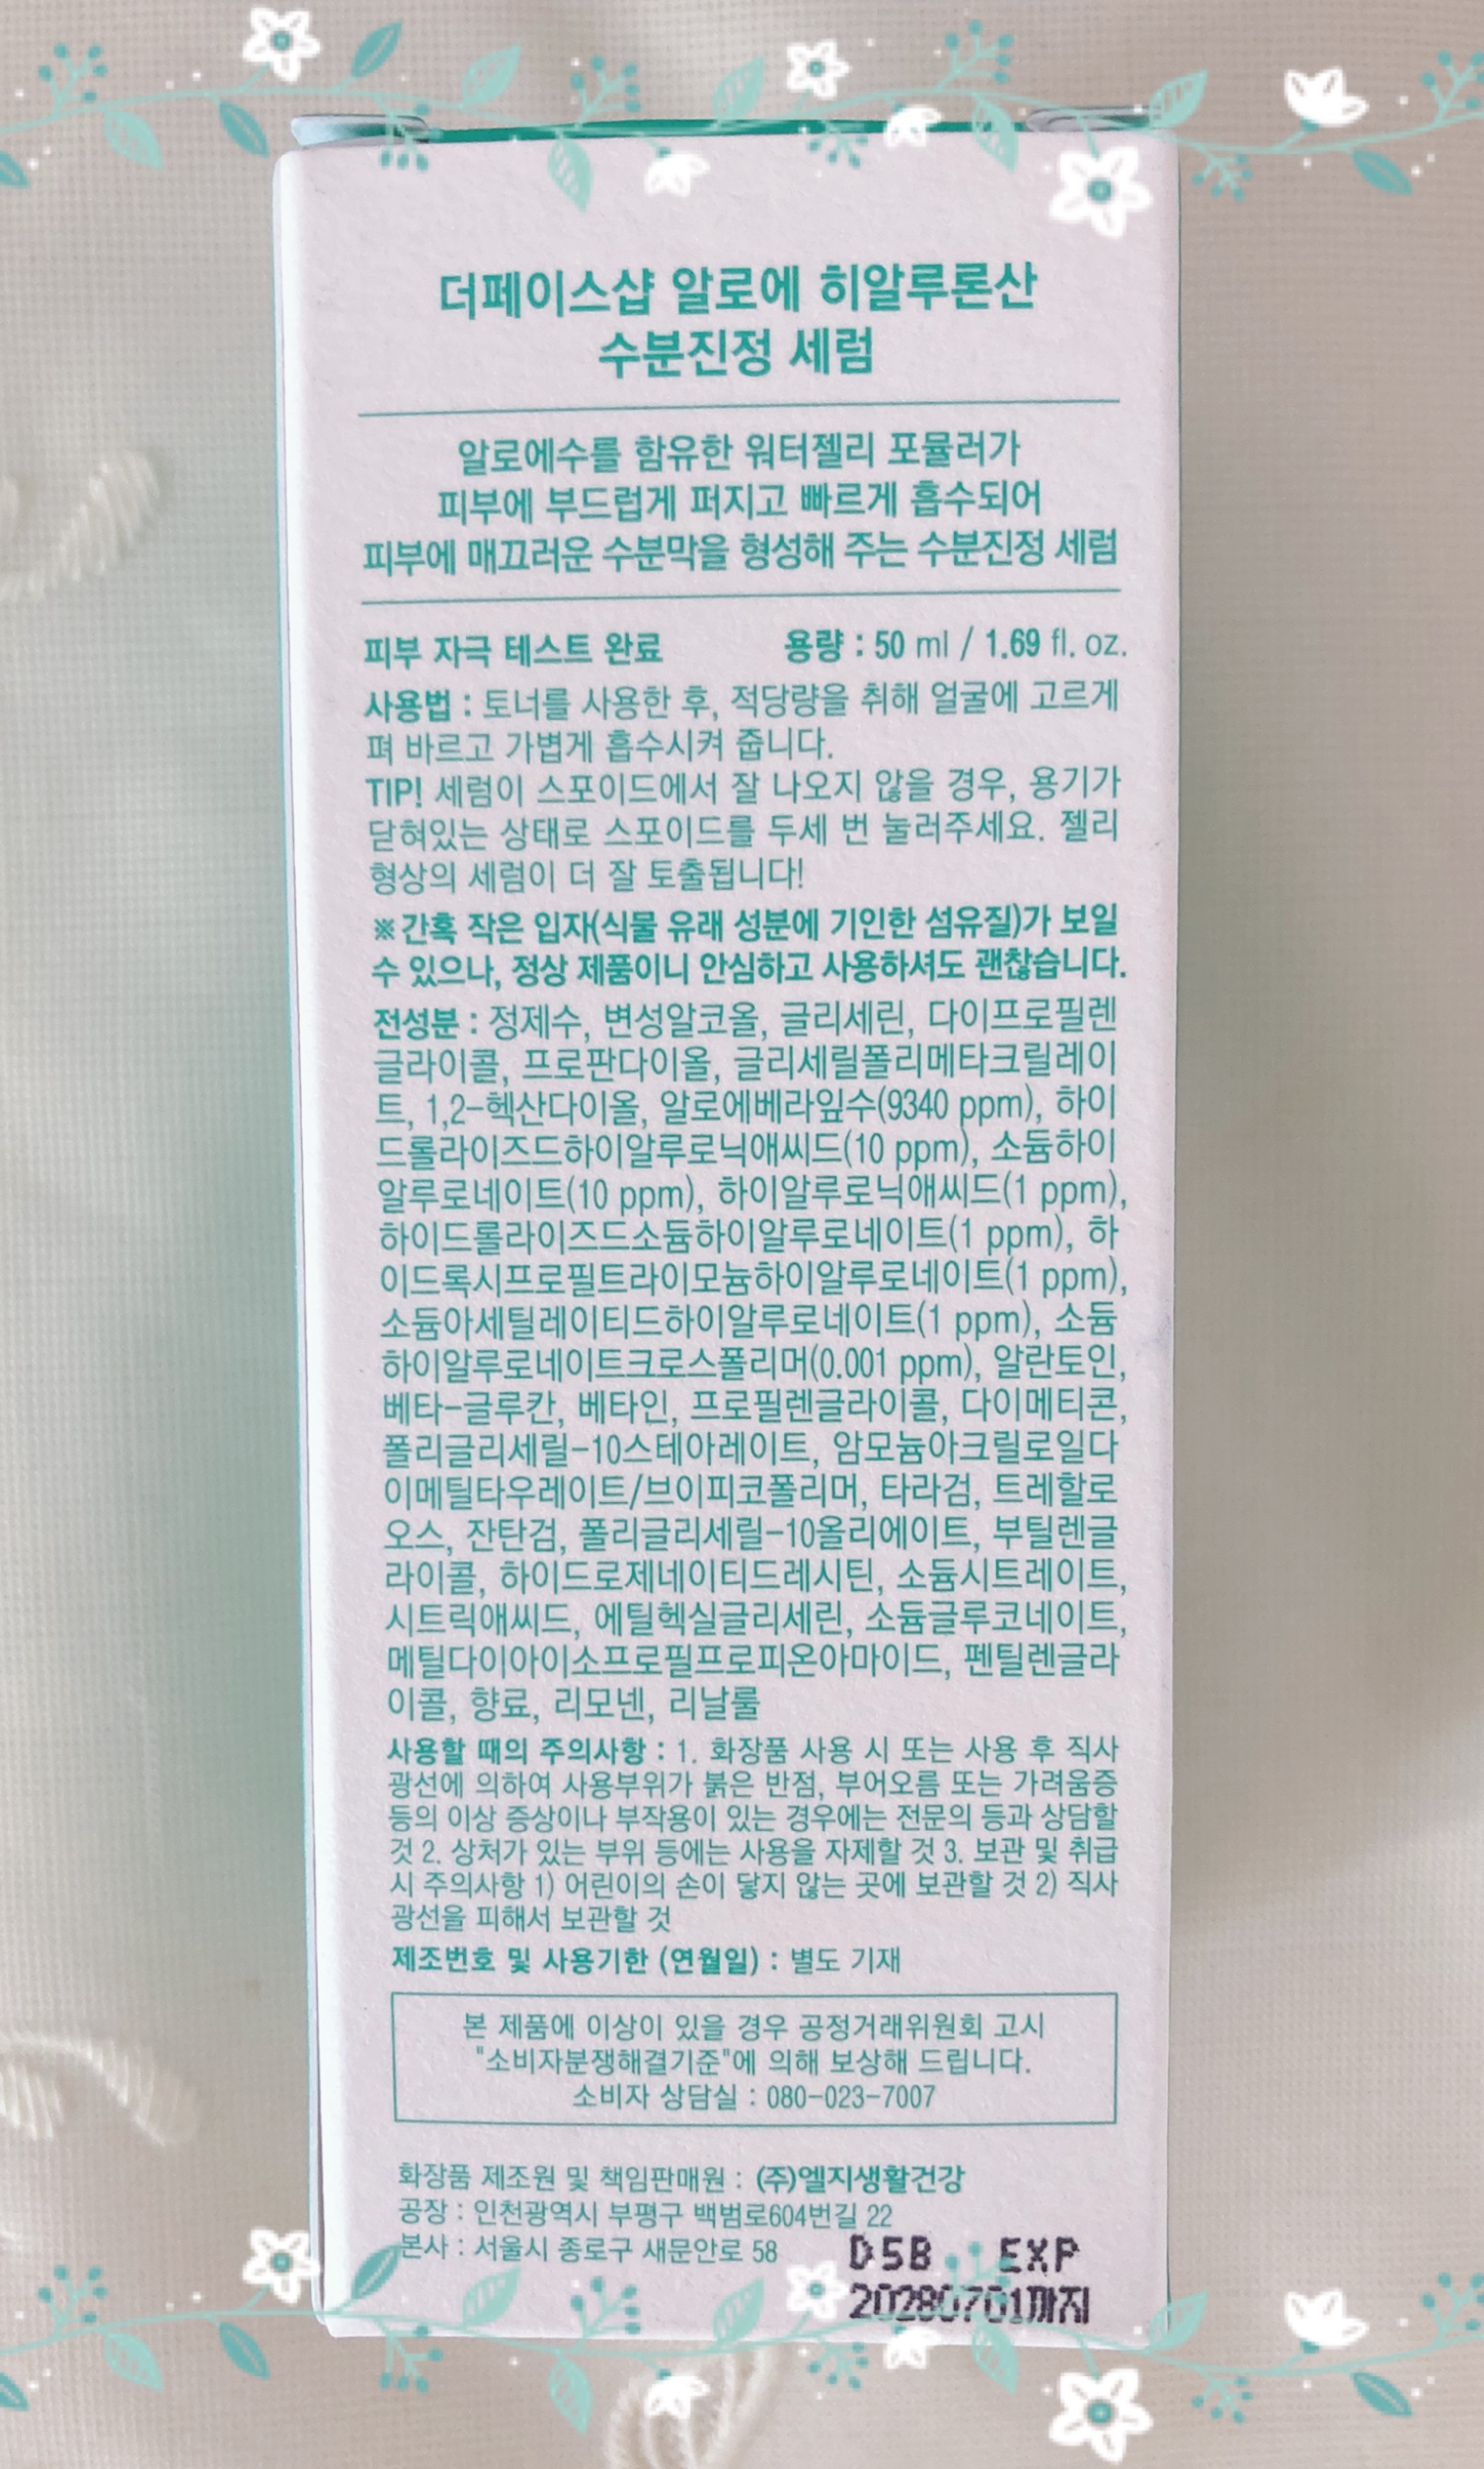 더페이스샵 알로에 히알루론산
수분진정 세럼
알로에수를 함유한 워터젤리 포뮬러가
피부에 부드럽게 퍼지고 빠르게 흡수되어
피부에 매끄러운 수분막을 형성해 주는 수분진정 세럼
피부 자극 테스트 완료 용량 : 50 ml / 1.69 fl. oz.
사용법 : 토너를 사용한 후, 적당량을 취해 얼굴에 고르게
펴 바르고 가볍게 흡수시켜 줍니다.
TIP! 세럼이 스포이드에서 잘 나오지 않을 경우, 용기가
닫혀있는 상태로 스포이드를 두세 번 눌러주세요. 젤리
형상의 세럼이 더 잘 토출됩니다!
※ 간혹 작은 입자(식물 유래 성분에 기인한 섬유질)가 보일
수 있으나, 정상 제품이니 안심하고 사용하셔도 괜찮습니다.
전성분 : 정제수, 변성알코올, 글리세린, 다이프로필렌
글라이콜, 프로판다이올, 글리세릴폴리메타크릴레이
트, 1,2-헥산다이올, 알로에베라잎수(9340 ppm), 하이
드롤라이즈드하이알루로닉애씨드(10 ppm), 소듐하이
알루로네이트(10 ppm), 하이알루로닉애씨드(1 ppm),
하이드롤라이즈드소듐하이알루로네이트(1 ppm), 하
이드록시프로필트라이모늄하이알루로네이트(1 ppm),
소듐아세틸레이티드하이알루로네이트(1 ppm), 소듐
하이알루로네이트크로스폴리머(0.001 ppm), 알란토인,
베타-글루칸, 베타인, 프로필렌글라이콜, 다이메티콘,
폴리글리세릴-10스테아레이트, 암모늄아크릴로일다
이메틸타우레이트/브이피코폴리머, 타라검, 트레할로
오스, 잔탄검, 폴리글리세릴-10올리에이트, 부틸렌글
라이콜, 하이드로제네이티드레시틴, 소듐시트레이트,
시트릭애씨드, 에틸헥실글리세린, 소듐글루코네이트,
메틸다이아이소프로필프로피온아마이드, 펜틸렌글라
이콜, 향료, 리모넨, 리날룰
사용할 때의 주의사항 : 1. 화장품 사용 시 또는 사용 후 직사
광선에 의하여 사용부위가 붉은 반점, 부어오름 또는 가려움증
등의 이상 증상이나 부작용이 있는 경우에는 전문의 등과 상담할
것 2. 상처가 있는 부위 등에는 사용을 자제할 것 3. 보관 및 취급
시 주의사항 1) 어린이의 손이 닿지 않는 곳에 보관할 것 2) 직사
광선을 피해서 보관할 것
제조번호 및 사용기한 (연월일) : 별도 기재
본 제품에 이상이 있을 경우 공정거래위원회 고시
"소비자분쟁해결기준"에 의해 보상해 드립니다.
소비자 상담실 : 080-023-7007
화장품 제조원 및 책임판매원 : (주)엘지생활건강
공장 : 인천광역시 부평구 백범로604번길 22
본사 : 서울시 종로구 새문안로 58
D5B EXP
20280701까지